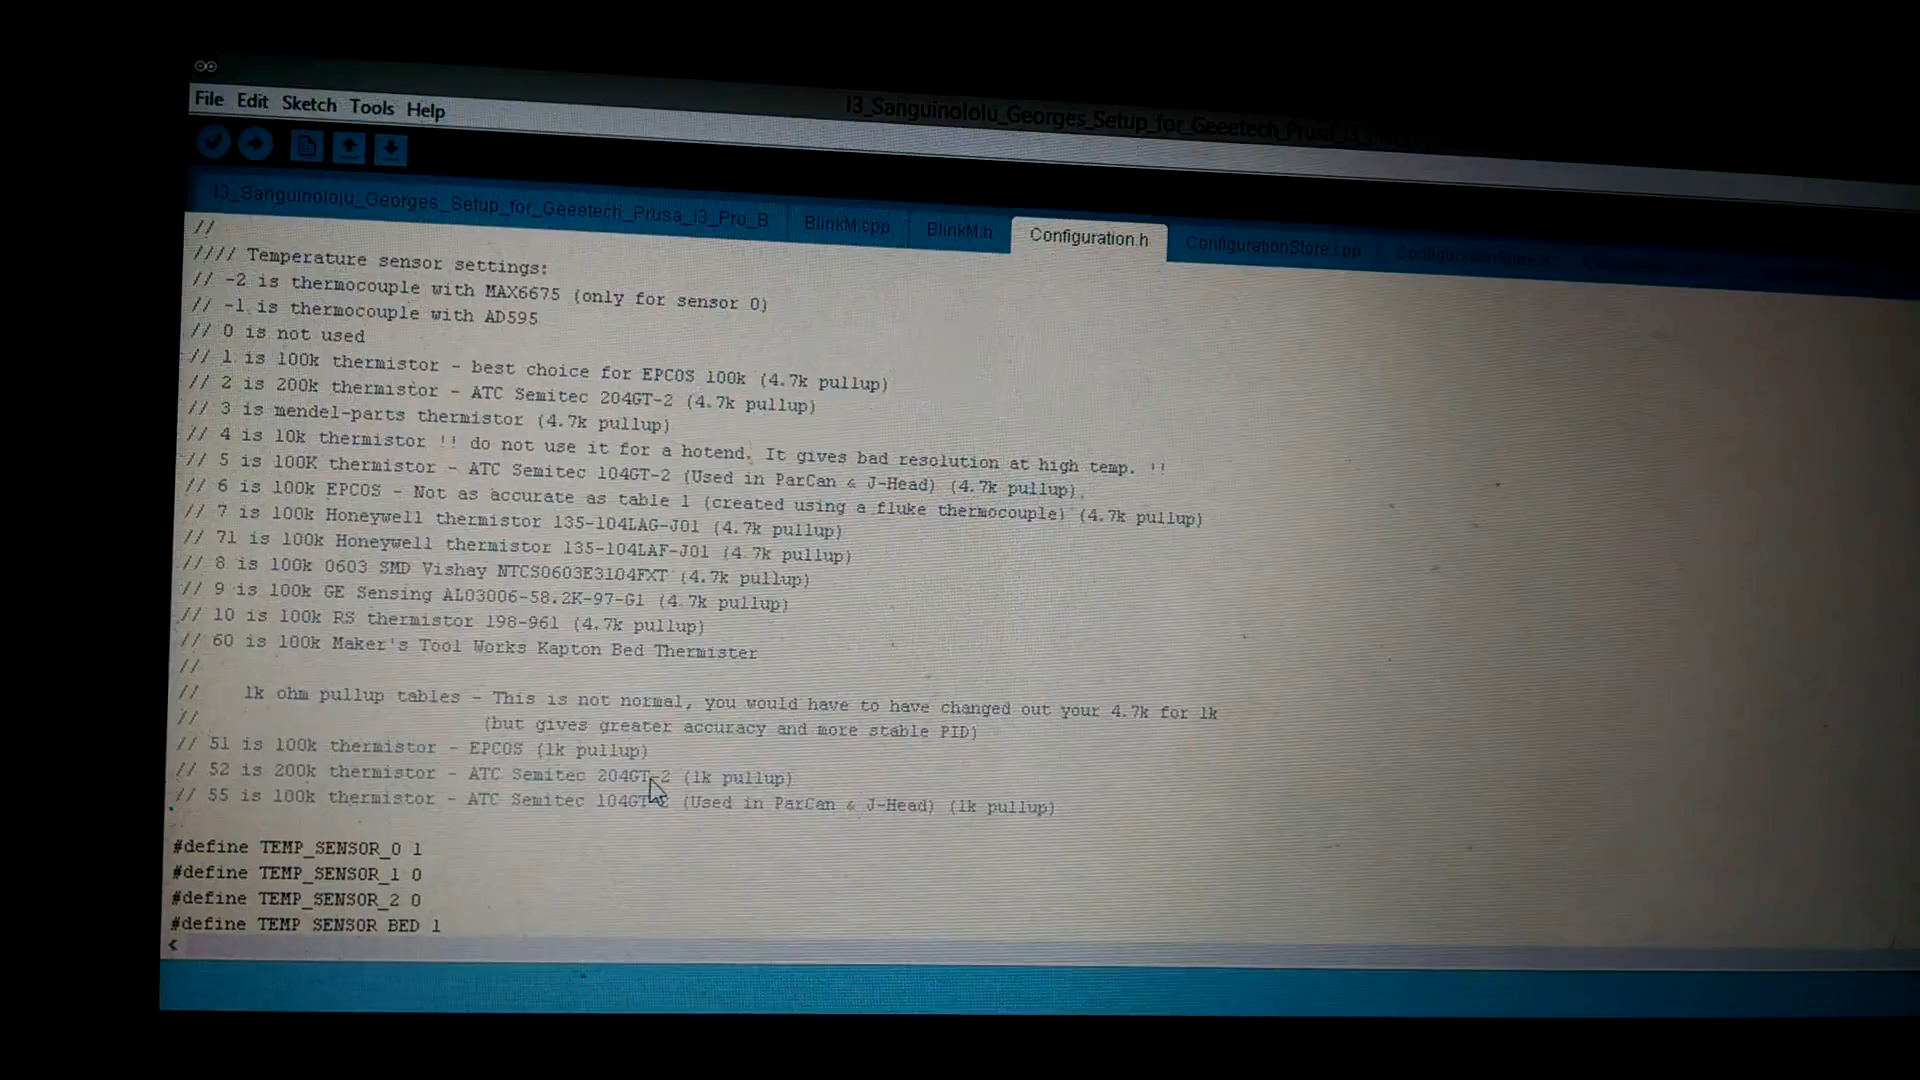 I3_Sanguinololu_Georges_Setup_for_Geeetech_Prusa_i3_Pro_B
File Edit Sketch Tools Help
I3_Sanguinololu_Georges_Setup_for_Geeetech_Prusa_i3_Pro_B BlinkM.cpp BlinkM.h Configuration.h ConfigurationStore.cpp ConfigurationStore.h
//
//// Temperature sensor settings:
// -2 is thermocouple with MAX6675 (only for sensor 0)
// -1 is thermocouple with AD595
// 0 is not used
// 1 is 100k thermistor - best choice for EPCOS 100k (4.7k pullup)
// 2 is 200k thermistor - ATC Semitec 204GT-2 (4.7k pullup)
// 3 is mendel-parts thermistor (4.7k pullup)
// 4 is 10k thermistor !! do not use it for a hotend. It gives bad resolution at high temp. !!
// 5 is 100K thermistor - ATC Semitec 104GT-2 (Used in ParCan & J-Head) (4.7k pullup)
// 6 is 100k EPCOS - Not as accurate as table 1 (created using a fluke thermocouple) (4.7k pullup)
// 7 is 100k Honeywell thermistor 135-104LAG-J01 (4.7k pullup)
// 71 is 100k Honeywell thermistor 135-104LAF-J01 (4.7k pullup)
// 8 is 100k 0603 SMD Vishay NTCS0603E3104FXT (4.7k pullup)
// 9 is 100k GE Sensing AL03006-58.2K-97-G1 (4.7k pullup)
// 10 is 100k RS thermistor 198-961 (4.7k pullup)
// 60 is 100k Maker's Tool Works Kapton Bed Thermister
//
// 1k ohm pullup tables - This is not normal, you would have to have changed out your 4.7k for 1k
// (but gives greater accuracy and more stable PID)
// 51 is 100k thermistor - EPCOS (1k pullup)
// 52 is 200k thermistor - ATC Semitec 204GT-2 (1k pullup)
// 55 is 100k thermistor - ATC Semitec 104GT-2 (Used in ParCan & J-Head) (1k pullup)
#define TEMP_SENSOR_0 1
#define TEMP_SENSOR_1 0
#define TEMP_SENSOR_2 0
#define TEMP_SENSOR_BED 1